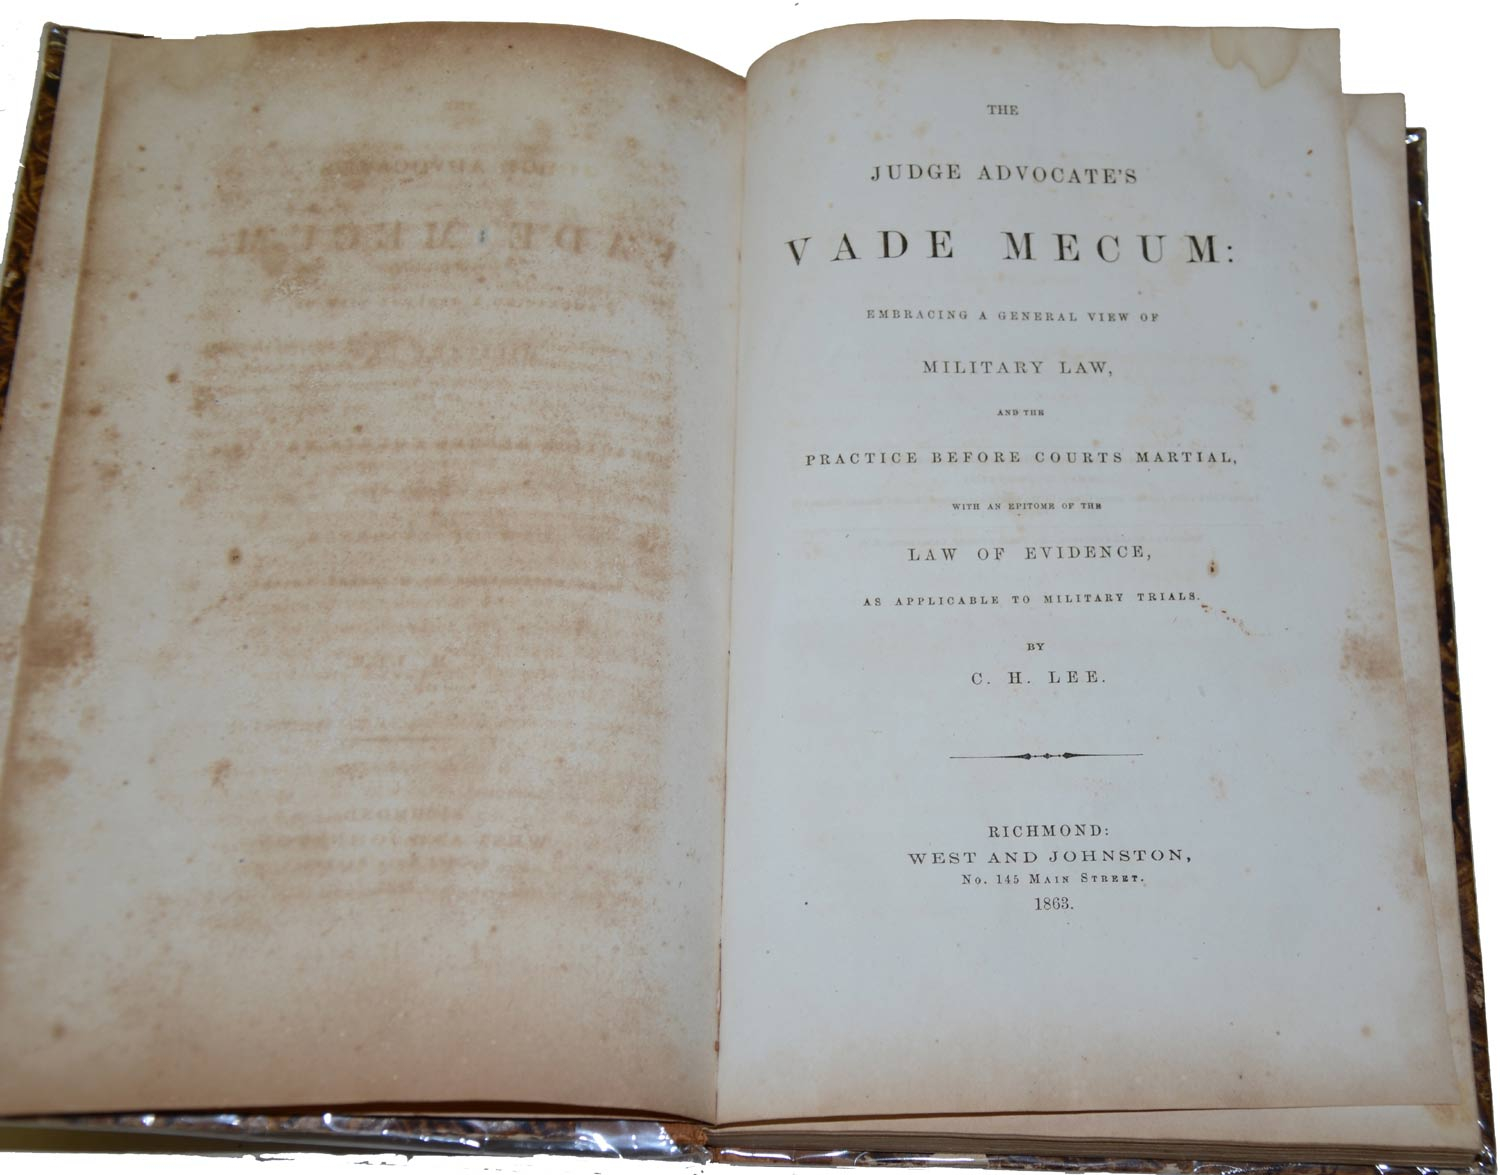 THE
JUDGE ADVOCATE'S
VADE MECUM:
EMBRACING A GENERAL VIEW OF
MILITARY LAW,
AND THE
PRACTICE BEFORE COURTS MARTIAL,
WITH AN EPITOME OF THE
LAW OF EVIDENCE,
AS APPLICABLE TO MILITARY TRIALS.
BY
C. H. LEE.
RICHMOND:
WEST AND JOHNSTON,
No. 145 Main Street.
1863.